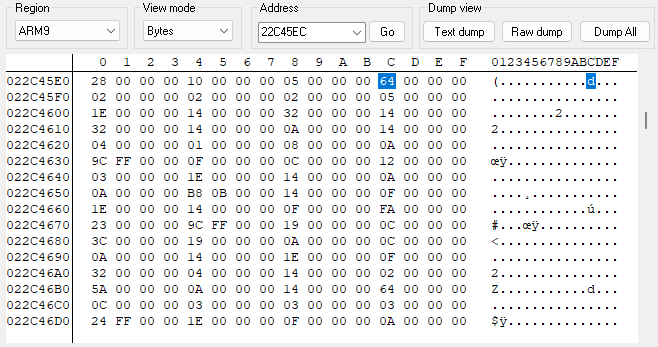 Region View mode Address Dump view
ARM9 Bytes 22C45EC Go Text dump Raw dump Dump All
0 1 2 3 4 5 6 7 8 9 A B C D E F 0123456789ABCDEF
022C45E0 28 00 00 00 10 00 00 00 05 00 00 00 64 00 00 00 (...........d...
022C45F0 02 00 00 00 02 00 00 00 02 00 00 00 05 00 00 00 ................
022C4600 1E 00 00 00 14 00 00 00 32 00 00 00 14 00 00 00 ........2.......
022C4610 32 00 00 00 14 00 00 00 0A 00 00 00 14 00 00 00 2...............
022C4620 04 00 00 00 01 00 00 00 08 00 00 00 0A 00 00 00 ................
022C4630 9C FF 00 00 0F 00 00 00 0C 00 00 00 12 00 00 00 œÿ..............
022C4640 03 00 00 00 1E 00 00 00 14 00 00 00 0A 00 00 00 ................
022C4650 0A 00 00 00 B8 0B 00 00 14 00 00 00 0F 00 00 00 ....¸...........
022C4660 1E 00 00 00 14 00 00 00 0F 00 00 00 FA 00 00 00 ............ú...
022C4670 23 00 00 00 9C FF 00 00 19 00 00 00 0C 00 00 00 #...œÿ..........
022C4680 3C 00 00 00 19 00 00 00 0A 00 00 00 0C 00 00 00 <...............
022C4690 0A 00 00 00 14 00 00 00 1E 00 00 00 0F 00 00 00 ................
022C46A0 32 00 00 00 04 00 00 00 14 00 00 00 02 00 00 00 2...............
022C46B0 5A 00 00 00 0A 00 00 00 14 00 00 00 64 00 00 00 Z...........d...
022C46C0 0C 00 00 00 03 00 00 00 03 00 00 00 03 00 00 00 ................
022C46D0 24 FF 00 00 1E 00 00 00 0F 00 00 00 0A 00 00 00 $ÿ..............